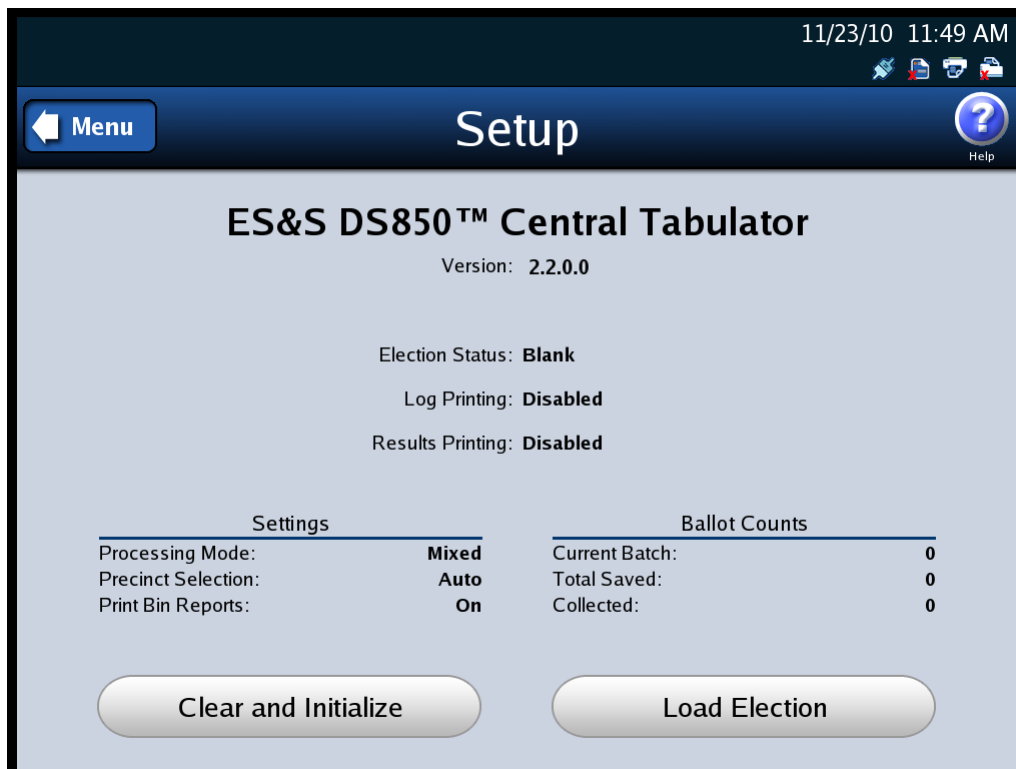 11/23/10 11:49 AM
Menu
Setup
?
Help
ES&S DS850™ Central Tabulator
Version: 2.2.0.0
Election Status: Blank
Log Printing: Disabled
Results Printing: Disabled
Settings
Processing Mode: Mixed
Precinct Selection: Auto
Print Bin Reports: On
Ballot Counts
Current Batch: 0
Total Saved: 0
Collected: 0
Clear and Initialize
Load Election